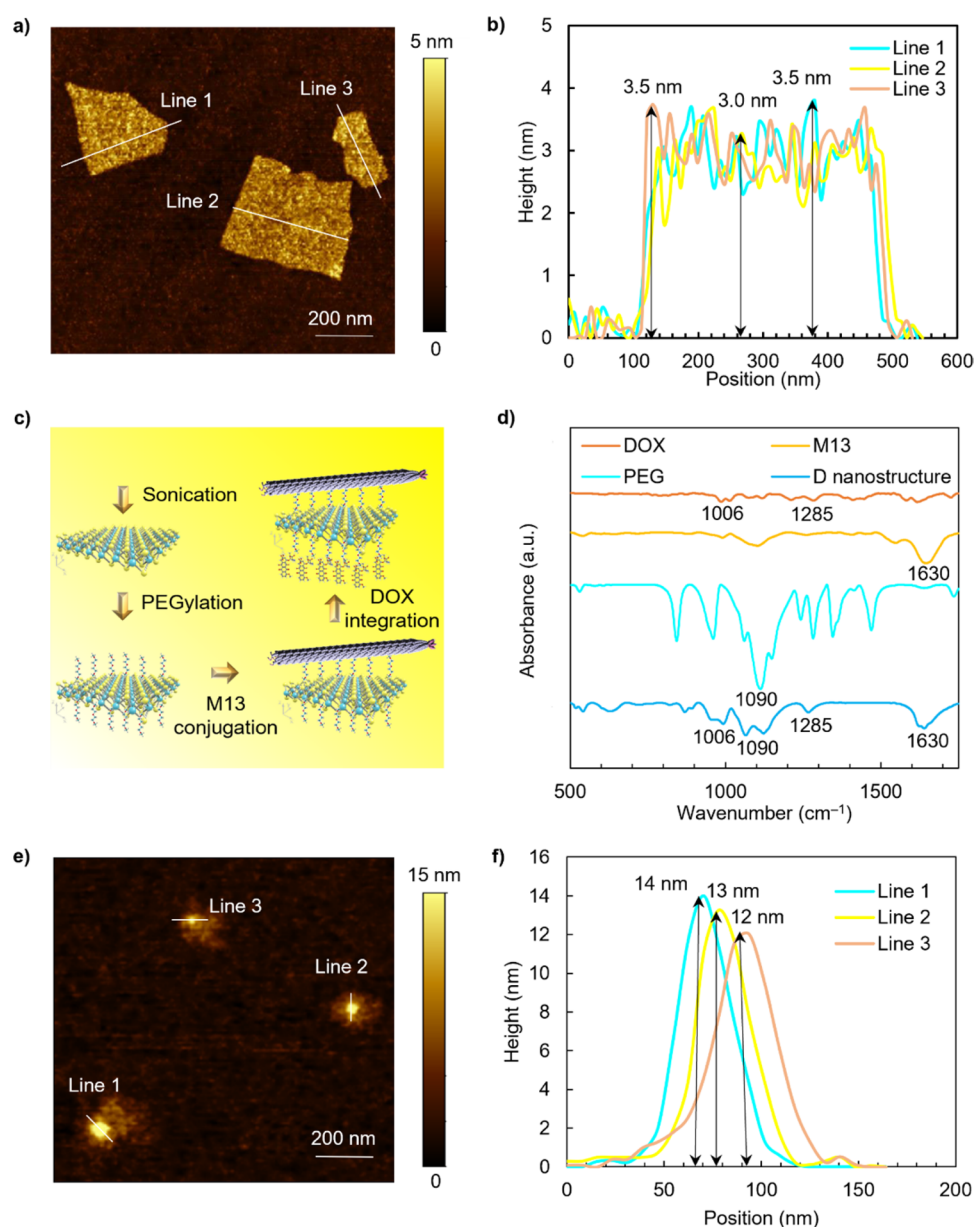 a)
5 nm
Line 1
Line 3
Line 2
200 nm
0
b)
Height (nm)
5
4
3
2
1
0
0 100 200 300 400 500 600
Position (nm)
Line 1
Line 2
Line 3
3.5 nm
3.0 nm
3.5 nm
c)
Sonication
PEGylation
M13
conjugation
DOX
integration
d)
Absorbance (a.u.)
DOX M13
PEG D nanostructure
1006 1285
1630
1090
1006 1090 1285 1630
500 1000 1500
Wavenumber (cm⁻¹)
e)
15 nm
Line 3
Line 2
Line 1
200 nm
0
f)
Height (nm)
16
14
12
10
8
6
4
2
0
0 50 100 150 200
Position (nm)
14 nm
13 nm
12 nm
Line 1
Line 2
Line 3